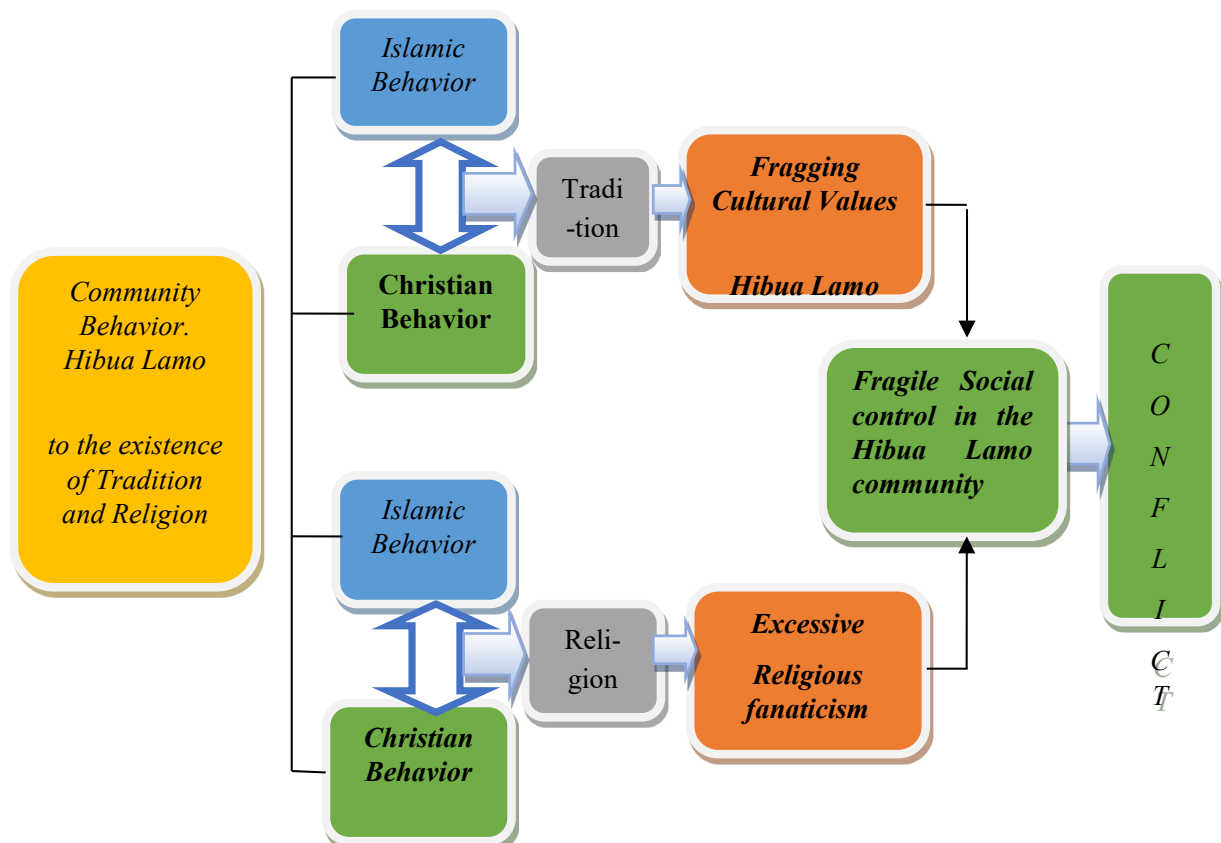 Community
Behavior.
Hibua Lamo
to the existence
of Tradition
and Religion
Islamic
Behavior
Christian
Behavior
Tradi
-tion
Fragging
Cultural Values
Hibua Lamo
Islamic
Behavior
Christian
Behavior
Reli-
gion
Excessive
Religious
fanaticism
Fragile Social
control in the
Hibua Lamo
community
C
O
N
F
L
I
C
T